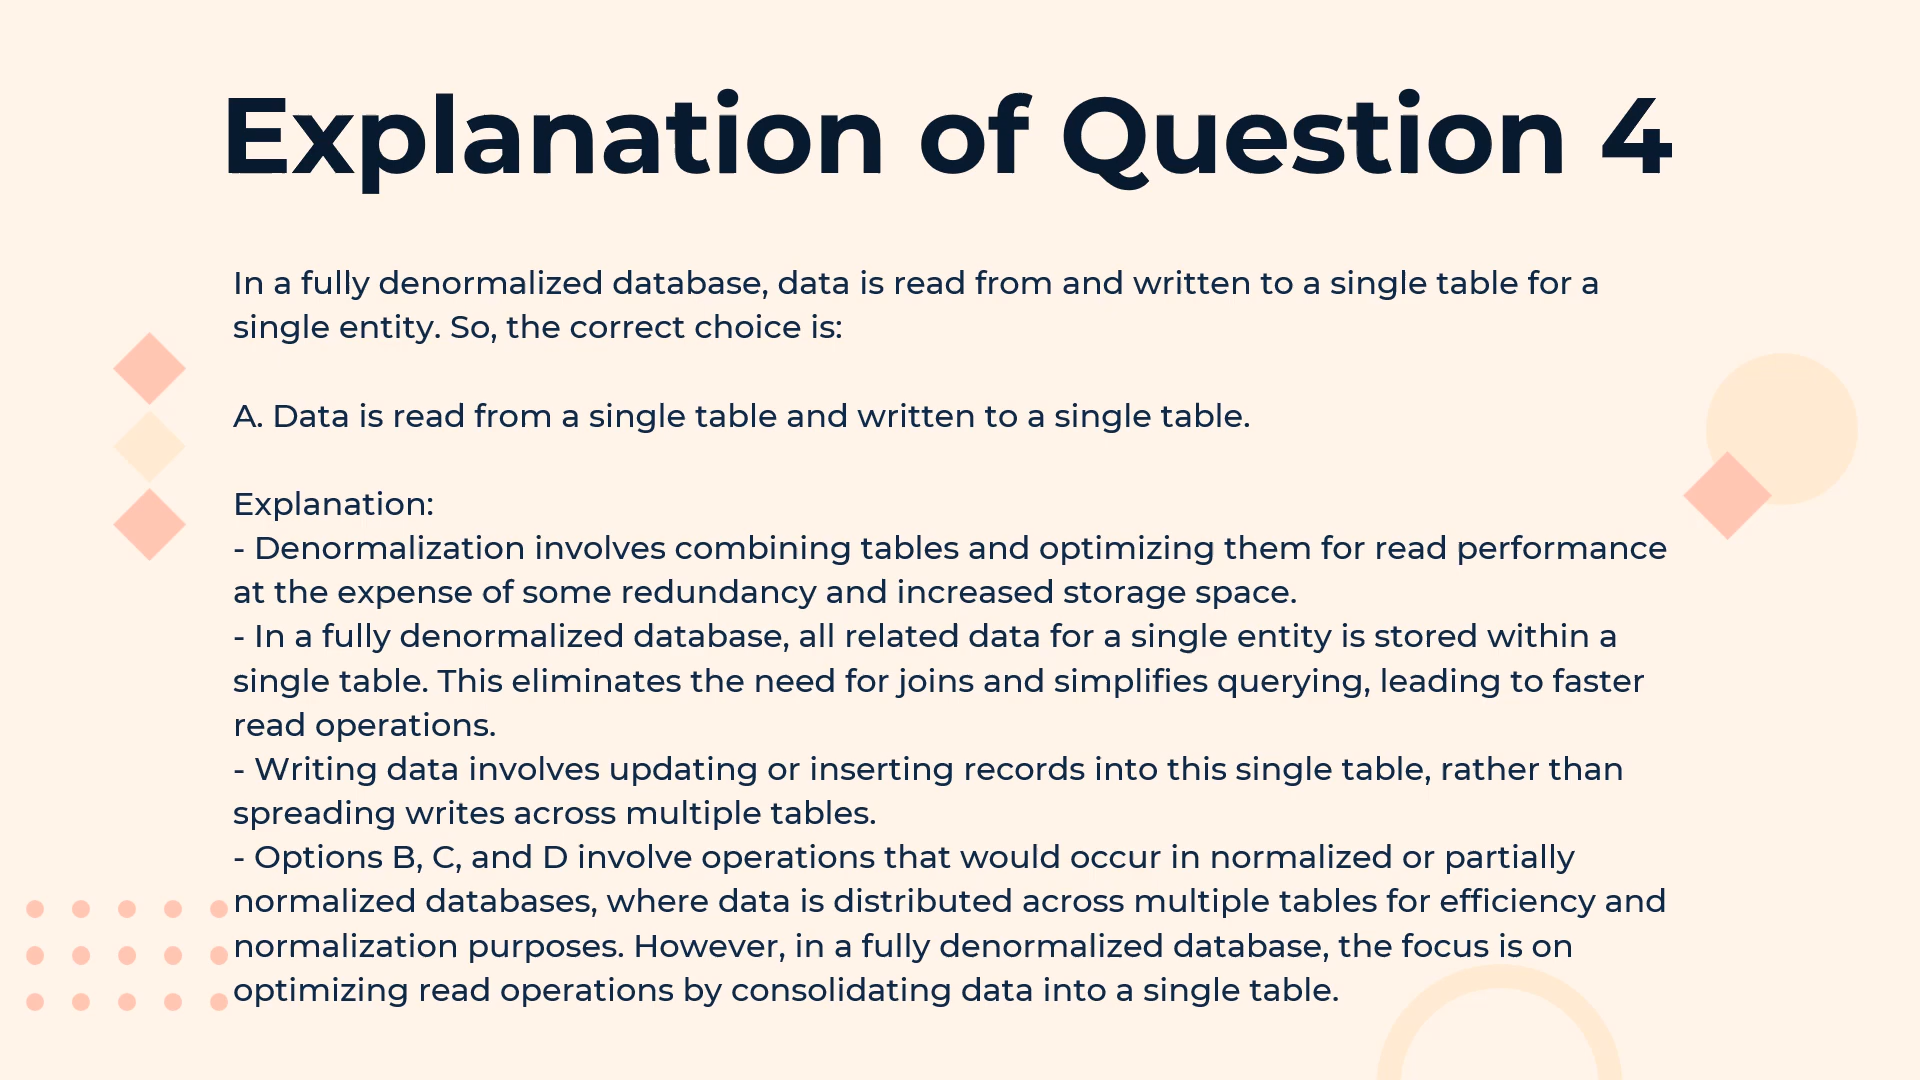 Explanation of Question 4
In a fully denormalized database, data is read from and written to a single table for a
single entity. So, the correct choice is:
A. Data is read from a single table and written to a single table.
Explanation:
- Denormalization involves combining tables and optimizing them for read performance
at the expense of some redundancy and increased storage space.
- In a fully denormalized database, all related data for a single entity is stored within a
single table. This eliminates the need for joins and simplifies querying, leading to faster
read operations.
- Writing data involves updating or inserting records into this single table, rather than
spreading writes across multiple tables.
- Options B, C, and D involve operations that would occur in normalized or partially
normalized databases, where data is distributed across multiple tables for efficiency and
normalization purposes. However, in a fully denormalized database, the focus is on
optimizing read operations by consolidating data into a single table.